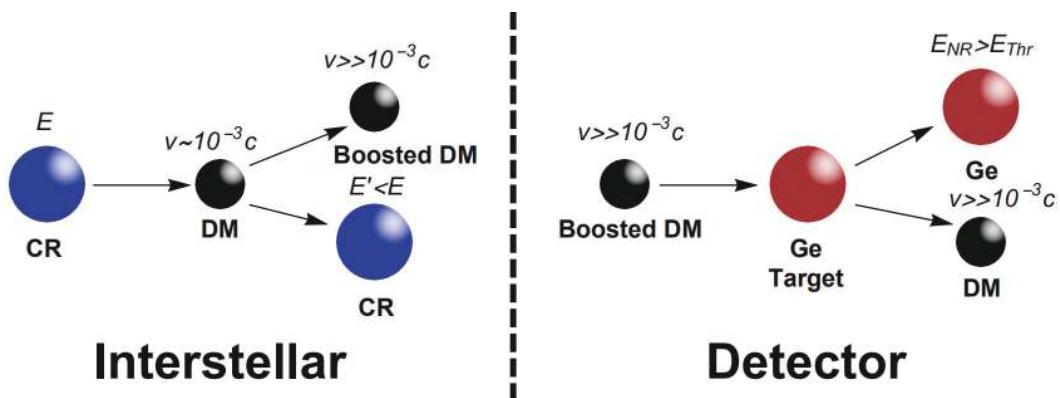 E
CR
v~10⁻³c
DM
v>>10⁻³c
Boosted DM
E'<E
CR
Interstellar
v>>10⁻³c
Boosted DM
Ge
Target
E_NR>E_Thr
Ge
v>>10⁻³c
DM
Detector